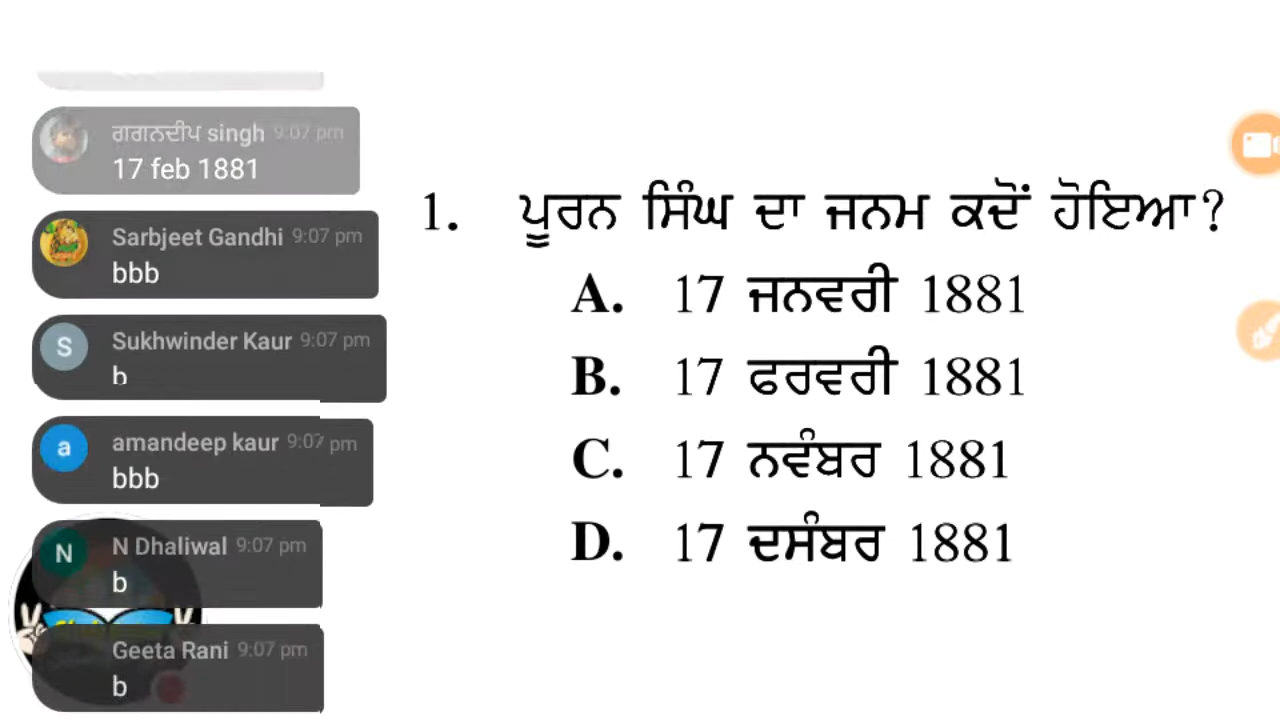 ਗਗਨਦੀਪ singh 9:07 pm
17 feb 1881
Sarbjeet Gandhi 9:07 pm
bbb
S
Sukhwinder Kaur 9:07 pm
b
a
amandeep kaur 9:07 pm
bbb
N
N Dhaliwal 9:07 pm
b
Geeta Rani 9:07 pm
b
1. ਪੂਰਨ ਸਿੰਘ ਦਾ ਜਨਮ ਕਦੋਂ ਹੋਇਆ?
A. 17 ਜਨਵਰੀ 1881
B. 17 ਫਰਵਰੀ 1881
C. 17 ਨਵੰਬਰ 1881
D. 17 ਦਸੰਬਰ 1881